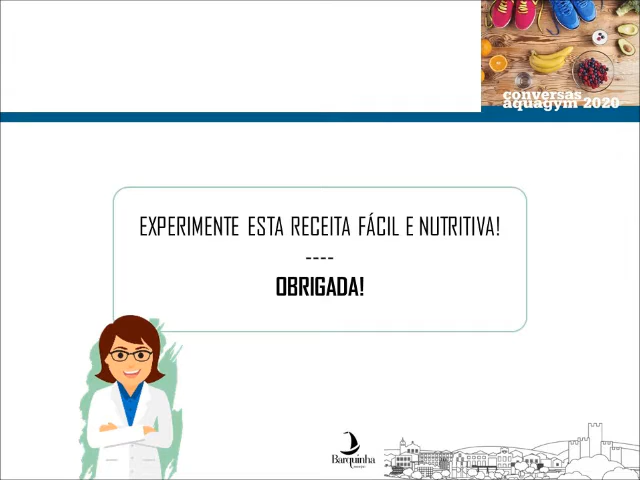 conversas
aquagym 2020
EXPERIMENTE ESTA RECEITA FÁCIL E NUTRITIVA!
----
OBRIGADA!
Barquinha